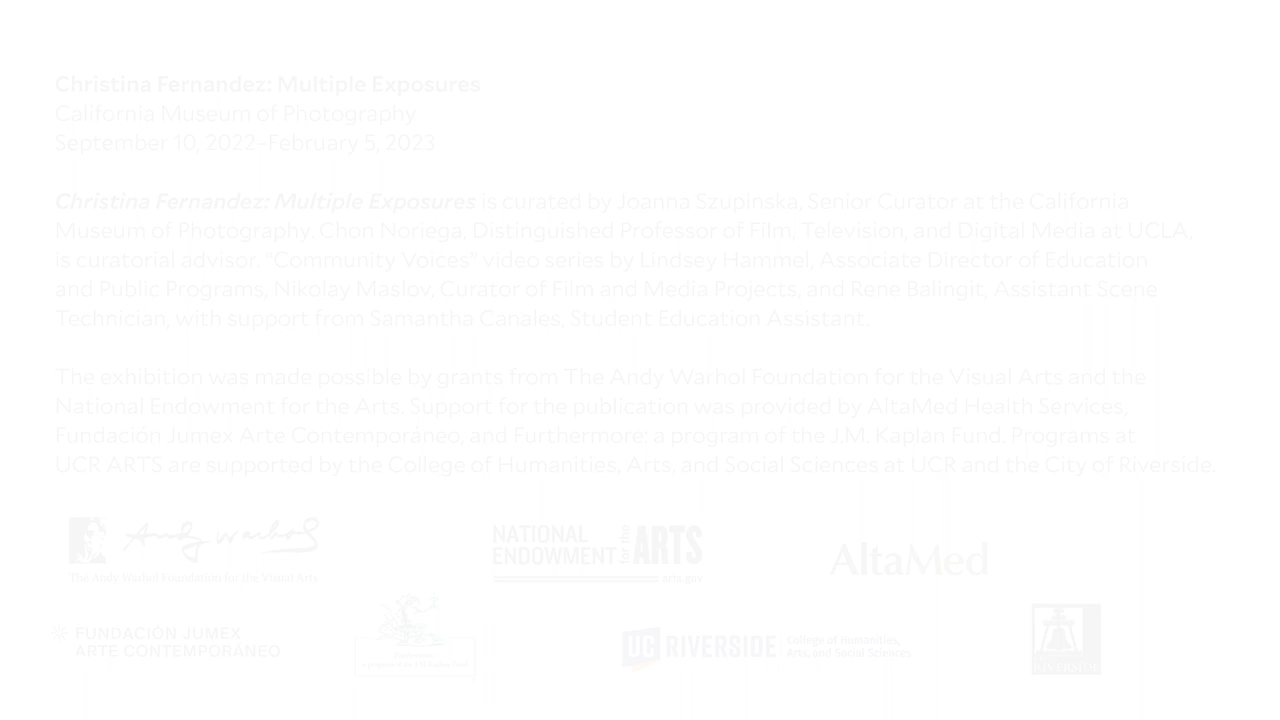 Christina Fernandez: Multiple Exposures
California Museum of Photography
September 10, 2022–February 5, 2023
Christina Fernandez: Multiple Exposures is curated by Joanna Szupinska, Senior Curator at the California
Museum of Photography. Chon Noriega, Distinguished Professor of Film, Television, and Digital Media at UCLA,
is curatorial advisor. "Community Voices" video series by Lindsey Hammel, Associate Director of Education
and Public Programs, Nikolay Maslov, Curator of Film and Media Projects, and Rene Balingit, Assistant Scene
Technician, with support from Samantha Canales, Student Education Assistant.
The exhibition was made possible by grants from The Andy Warhol Foundation for the Visual Arts and the
National Endowment for the Arts. Support for the publication was provided by AltaMed Health Services,
Fundación Jumex Arte Contemporáneo, and Furthermore: a program of the J.M. Kaplan Fund. Programs at
UCR ARTS are supported by the College of Humanities, Arts, and Social Sciences at UCR and the City of Riverside.
Andy Warhol
The Andy Warhol Foundation for the Visual Arts
NATIONAL
ENDOWMENT for the ARTS
arts.gov
AltaMed
FUNDACIÓN JUMEX
ARTE CONTEMPORÁNEO
a program of the J.M. Kaplan Fund
UC RIVERSIDE
College of Humanities,
Arts, and Social Sciences
RIVERSIDE